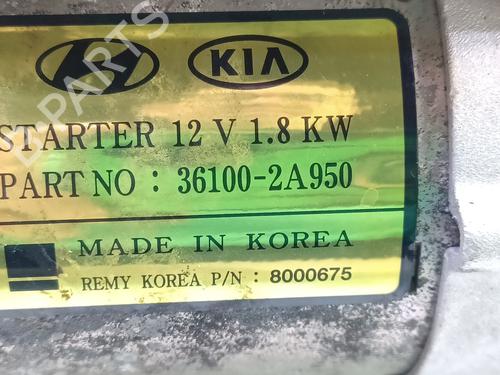 KIA
STARTER 12 V 1.8 KW
PART NO : 36100-2A950
MADE IN KOREA
REMY KOREA P/N : 8000675